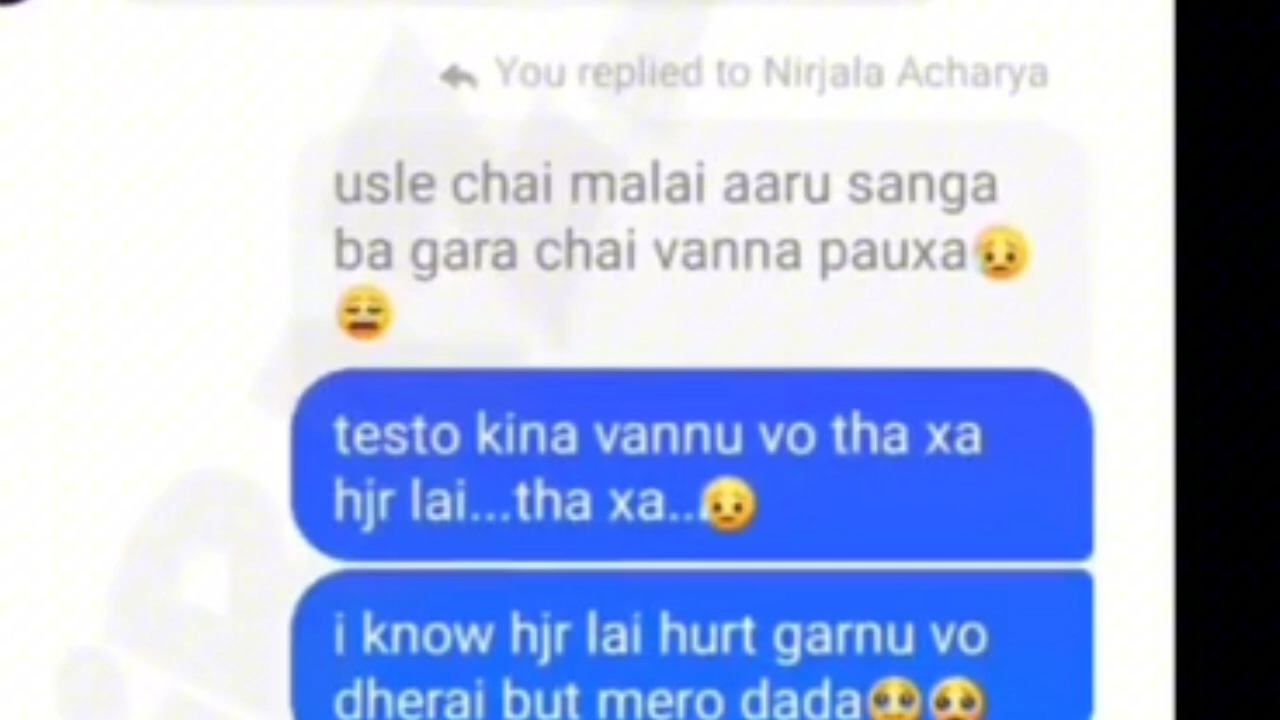 You replied to Nirjala Acharya
usle chai malai aaru sanga
ba gara chai vanna pauxa😥
😩
testo kina vannu vo tha xa
hjr lai...tha xa...😥
i know hjr lai hurt garnu vo
dherai but mero dada🥺🥺